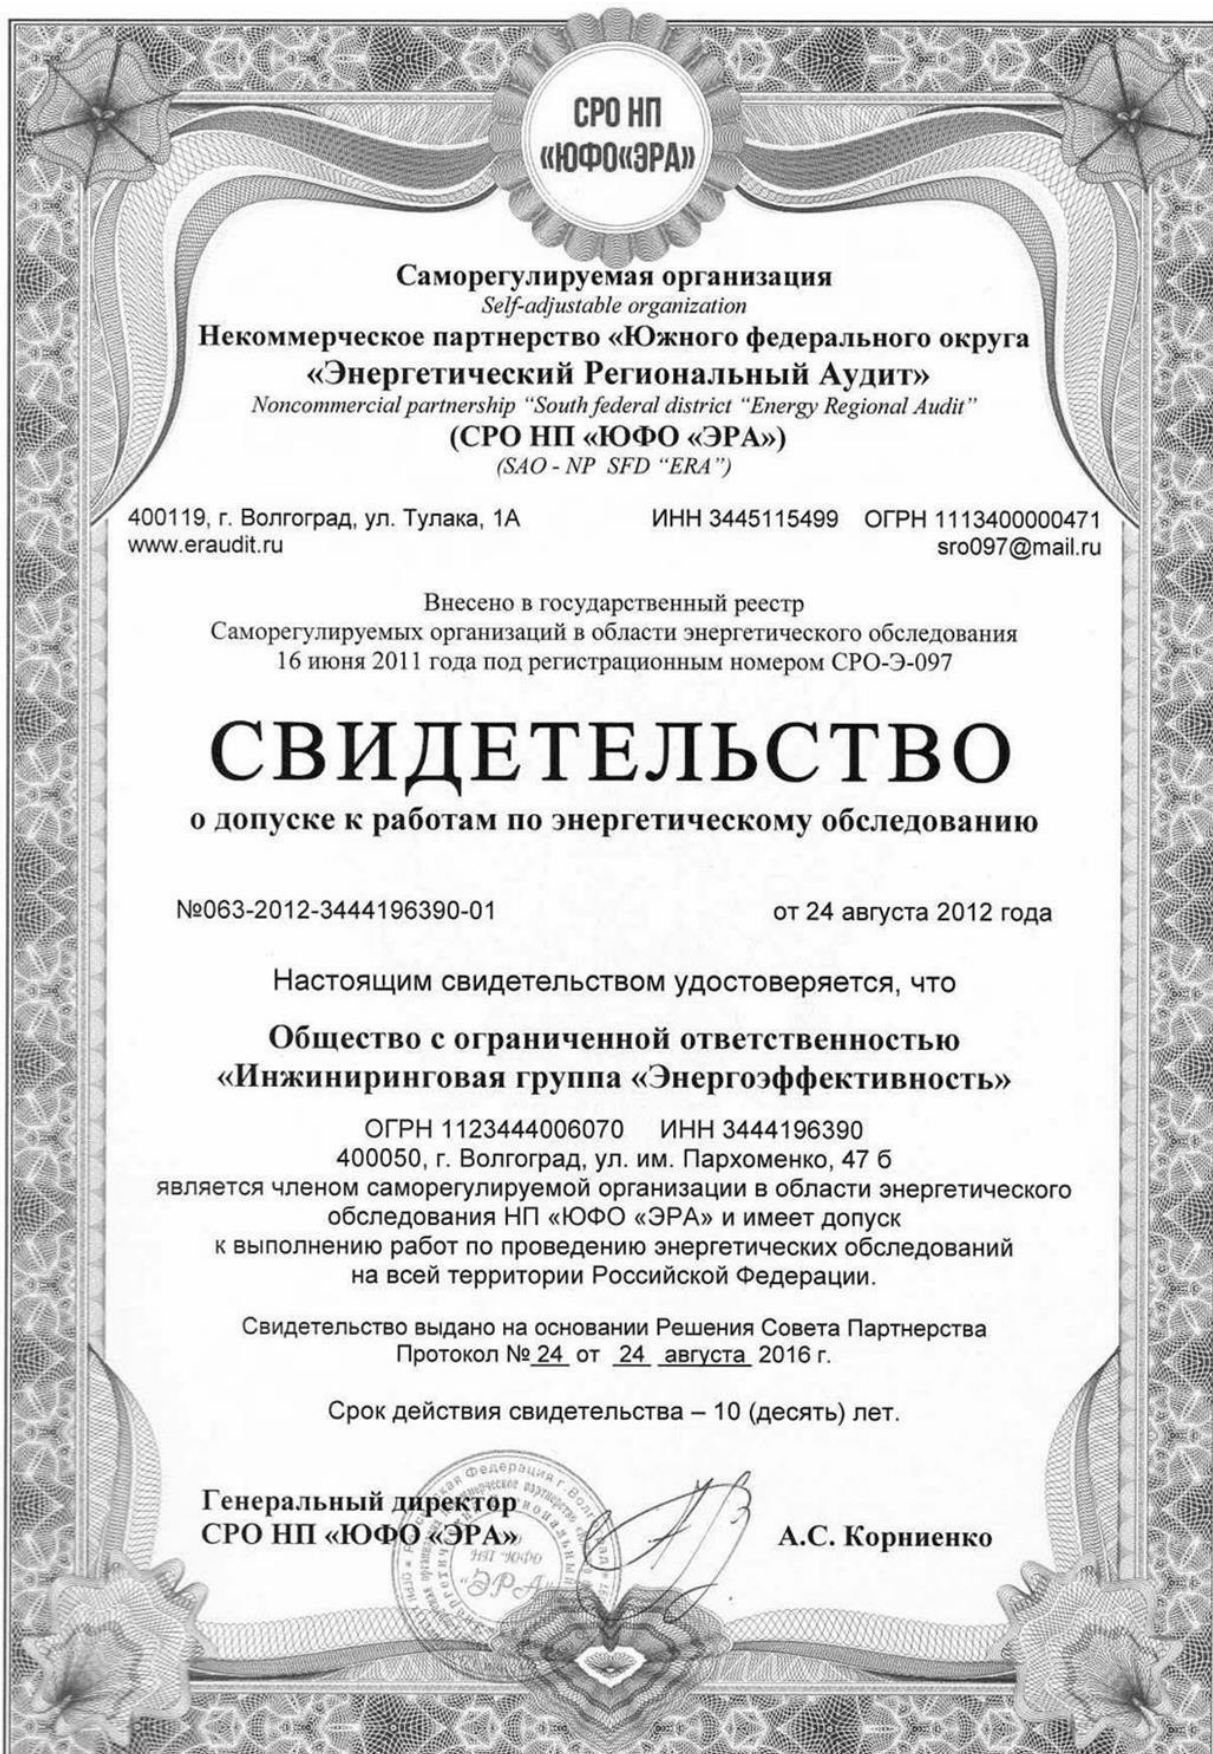 СРО НП
«ЮФО«ЭРА»
Саморегулируемая организация
Self-adjustable organization
Некоммерческое партнерство «Южного федерального округа
«Энергетический Региональный Аудит»
Noncommercial partnership “South federal district “Energy Regional Audit”
(СРО НП «ЮФО «ЭРА»)
(SAO - NP SFD “ERA”)
400119, г. Волгоград, ул. Тулака, 1А ИНН 3445115499 ОГРН 1113400000471
www.eraudit.ru sro097@mail.ru
Внесено в государственный реестр
Саморегулируемых организаций в области энергетического обследования
16 июня 2011 года под регистрационным номером СРО-Э-097
СВИДЕТЕЛЬСТВО
о допуске к работам по энергетическому обследованию
№063-2012-3444196390-01 от 24 августа 2012 года
Настоящим свидетельством удостоверяется, что
Общество с ограниченной ответственностью
«Инжиниринговая группа «Энергоэффективность»
ОГРН 1123444006070 ИНН 3444196390
400050, г. Волгоград, ул. им. Пархоменко, 47 б
является членом саморегулируемой организации в области энергетического
обследования НП «ЮФО «ЭРА» и имеет допуск
к выполнению работ по проведению энергетических обследований
на всей территории Российской Федерации.
Свидетельство выдано на основании Решения Совета Партнерства
Протокол № 24 от 24 августа 2016 г.
Срок действия свидетельства – 10 (десять) лет.
Генеральный директор
СРО НП «ЮФО «ЭРА» А.С. Корниенко
НП "ЮФО
"ЭРА"